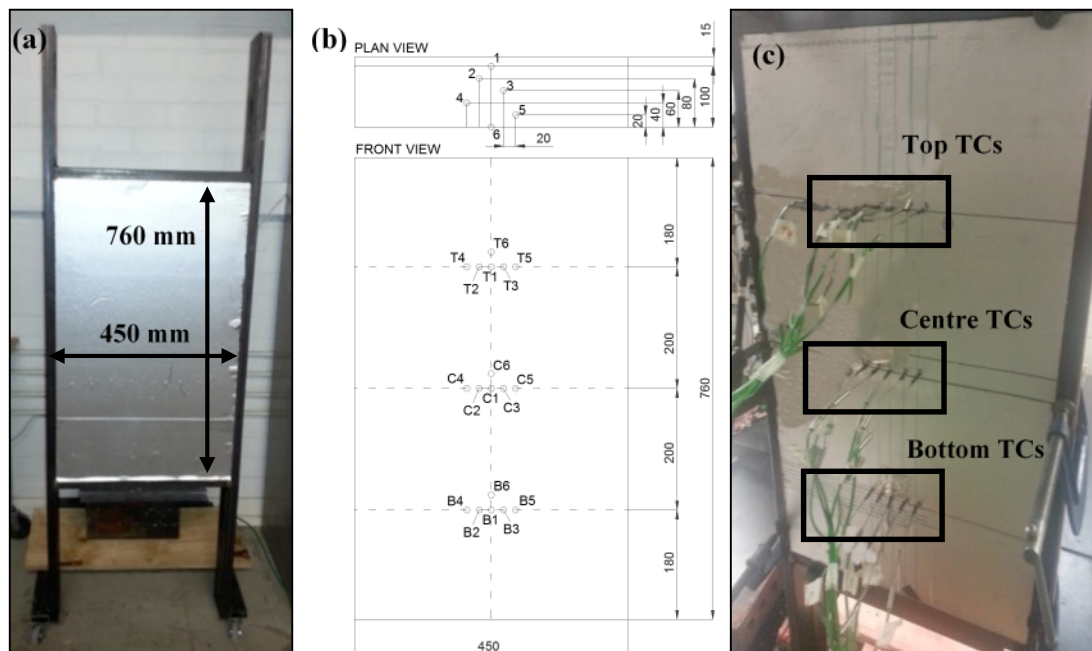 (a)
760 mm
450 mm
(b)
PLAN VIEW
1
2
3
4
5
6
20
20
40
60
80
100
15
FRONT VIEW
T6
T4
T5
T2
T1
T3
C6
C4
C5
C2
C1
C3
B6
B4
B5
B2
B1
B3
180
200
200
180
760
450
(c)
Top TCs
Centre TCs
Bottom TCs